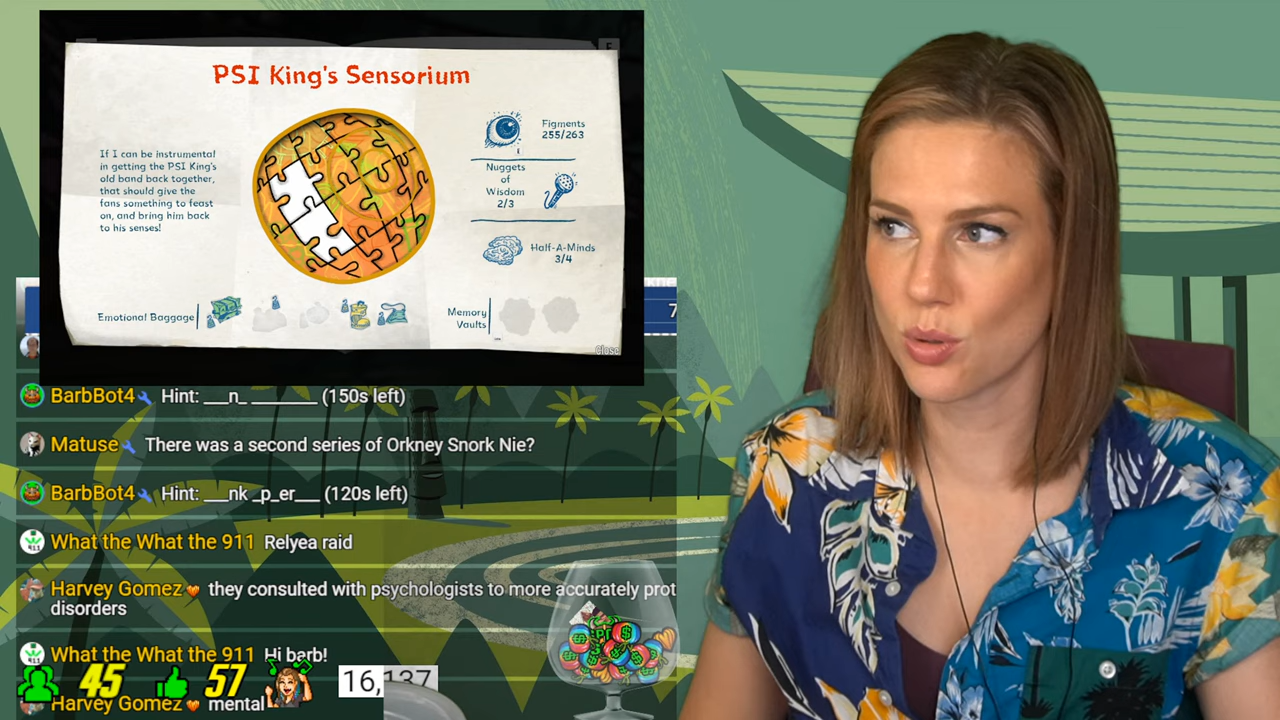 PSI King's Sensorium
If I can be instrumental
in getting the PSI King's
old band back together,
that should give the
fans something to feast
on, and bring him back
to his senses!
Figments
255/263
Nuggets
of
Wisdom
2/3
Half-A-Minds
3/4
Emotional Baggage
Memory
Vaults
Close
7
BarbBot4 Hint: ___n_ _______ (150s left)
Matuse There was a second series of Orkney Snork Nie?
BarbBot4 Hint: ___nk _p_er___ (120s left)
What the What the 911 Relyea raid
Harvey Gomez they consulted with psychologists to more accurately prot
disorders
What the What the 911 Hi barb!
45 57 16,137
Harvey Gomez mental